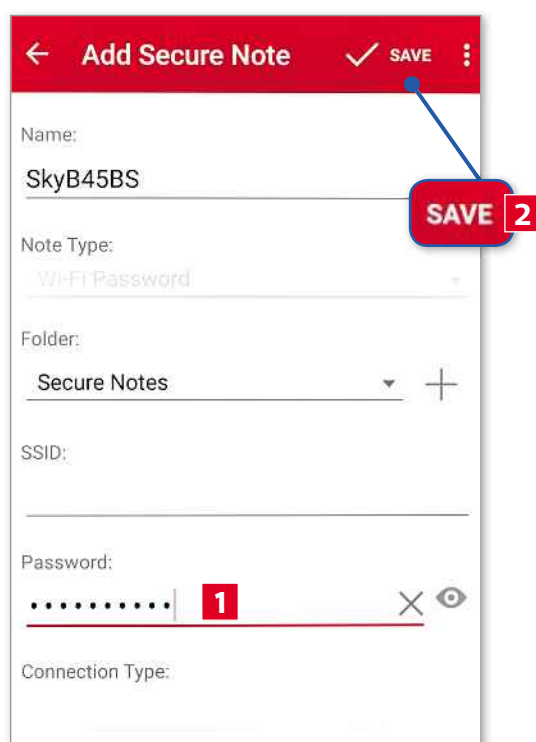 Add Secure Note SAVE
Name:
SkyB45BS
SAVE 2
Note Type:
Wi-Fi Password
Folder:
Secure Notes
SSID:
Password:
•••••••••• 1
Connection Type: